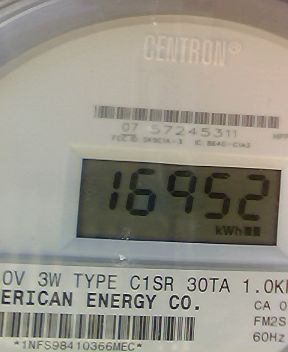 CENTRON®
07 57245311
16952
kWh
0V 3W TYPE C1SR 30TA 1.0K
ERICAN ENERGY CO.
CA 0
FM2S
60Hz
*1NFS98410366MEC*